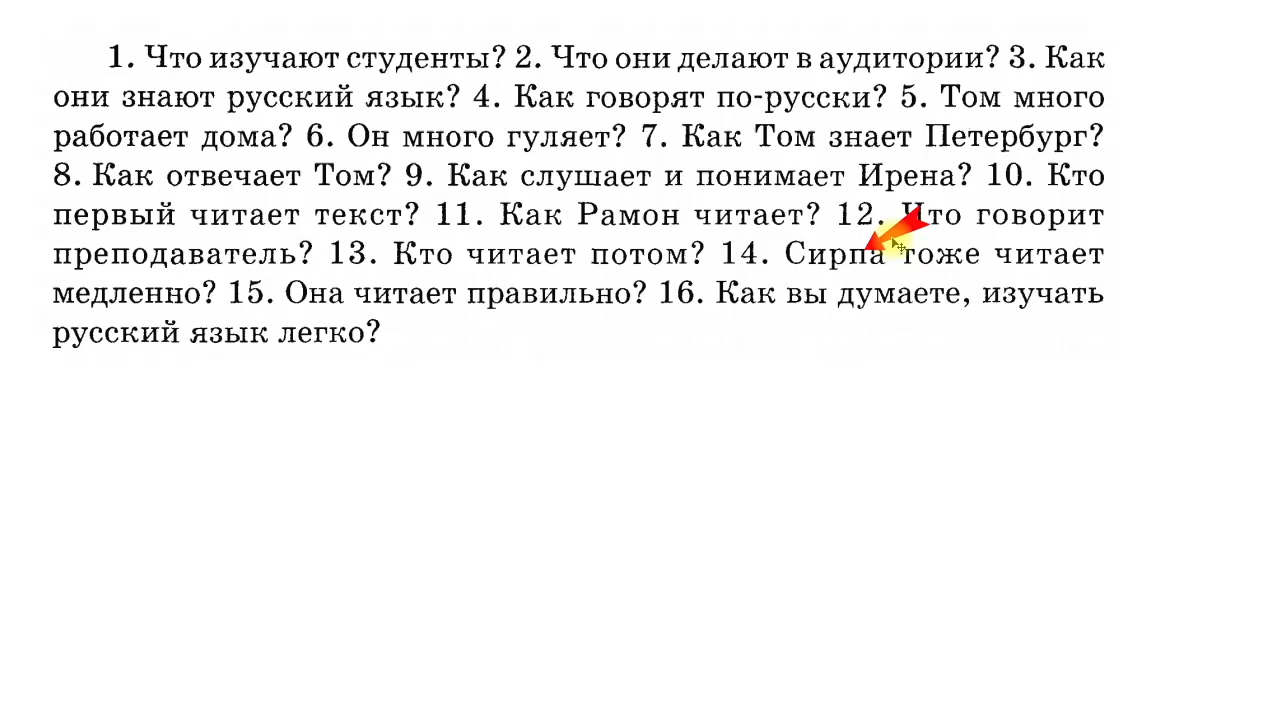 1. Что изучают студенты? 2. Что они делают в аудитории? 3. Как
они знают русский язык? 4. Как говорят по-русски? 5. Том много
работает дома? 6. Он много гуляет? 7. Как Том знает Петербург?
8. Как отвечает Том? 9. Как слушает и понимает Ирена? 10. Кто
первый читает текст? 11. Как Рамон читает? 12. Что говорит
преподаватель? 13. Кто читает потом? 14. Сирпа тоже читает
медленно? 15. Она читает правильно? 16. Как вы думаете, изучать
русский язык легко?